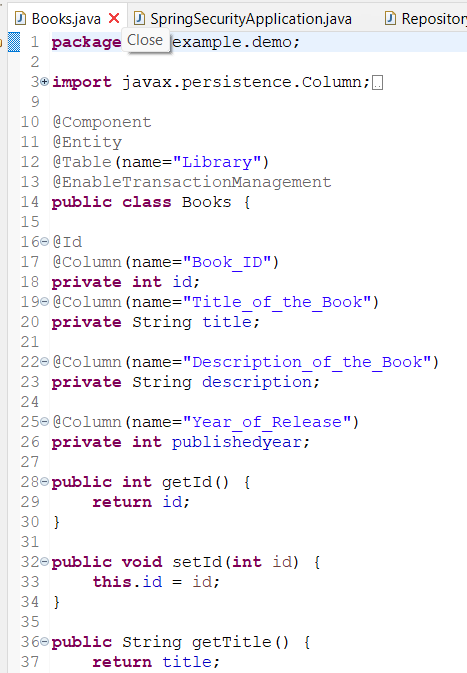 Books.java SpringSecurityApplication.java Repositor
Close
1 package example.demo;
2
3 import javax.persistence.Column;
9
10 @Component
11 @Entity
12 @Table(name="Library")
13 @EnableTransactionManagement
14 public class Books {
15
16 @Id
17 @Column(name="Book_ID")
18 private int id;
19 @Column(name="Title_of_the_Book")
20 private String title;
21
22 @Column(name="Description_of_the_Book")
23 private String description;
24
25 @Column(name="Year_of_Release")
26 private int publishedyear;
27
28 public int getId() {
29 return id;
30 }
31
32 public void setId(int id) {
33 this.id = id;
34 }
35
36 public String getTitle() {
37 return title;